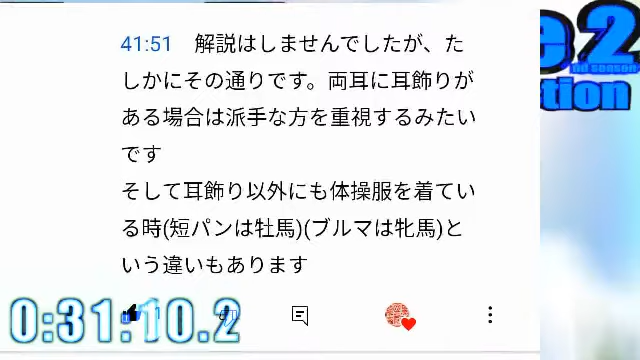 41:51 解説はしませんでしたが、た
しかにその通りです。両耳に耳飾りが
ある場合は派手な方を重視するみたい
です
そして耳飾り以外にも体操服を着てい
る時(短パンは牡馬)(ブルマは牝馬)と
いう違いもあります
0:31:10.2
e2
nd season
tion